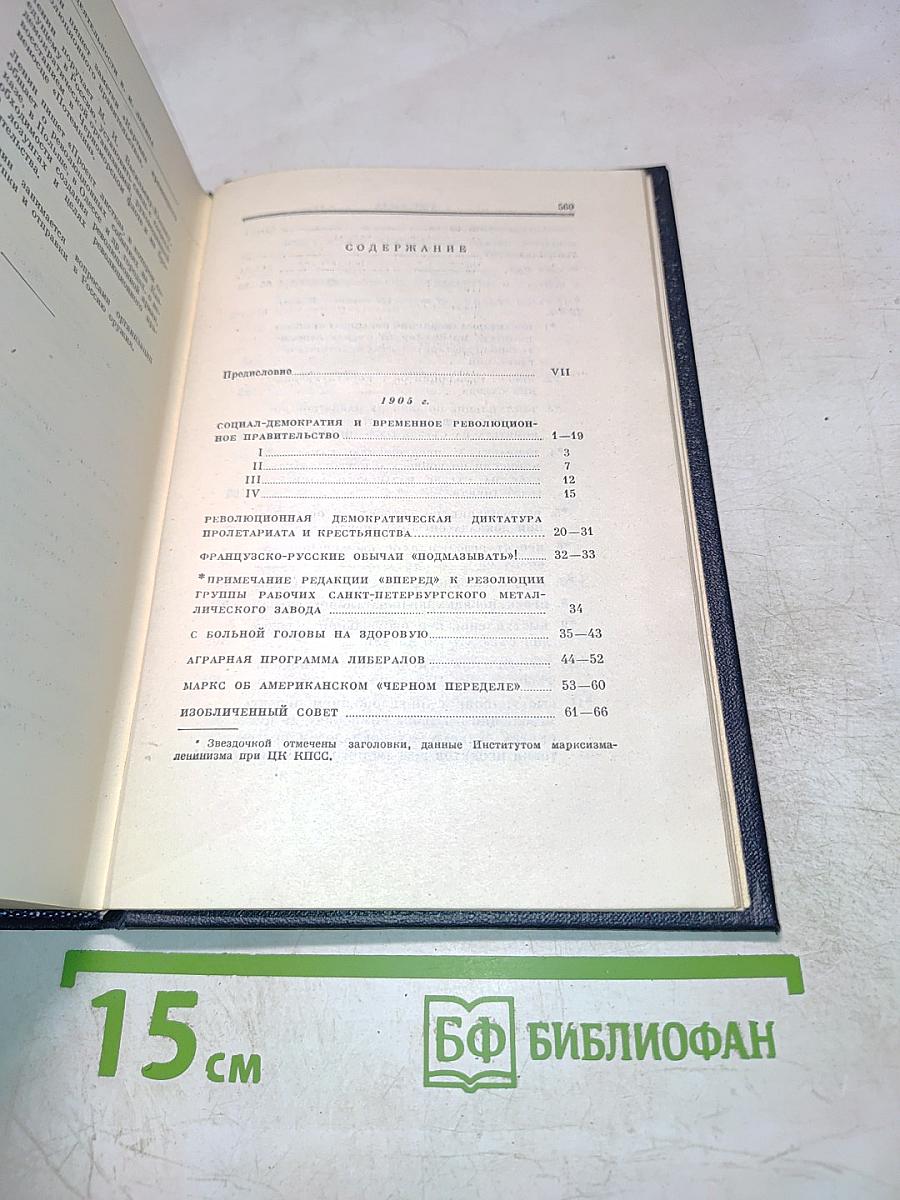 569
СОДЕРЖАНИЕ
Предисловие VII
1905 г.
СОЦИАЛ-ДЕМОКРАТИЯ И ВРЕМЕННОЕ РЕВОЛЮЦИОН-
НОЕ ПРАВИТЕЛЬСТВО 1—19
I 3
II 7
III 12
IV 15
РЕВОЛЮЦИОННАЯ ДЕМОКРАТИЧЕСКАЯ ДИКТАТУРА
ПРОЛЕТАРИАТА И КРЕСТЬЯНСТВА 20—31
ФРАНЦУЗСКО-РУССКИЕ ОБЫЧАИ «ПОДМАЗЫВАТЬ»! 32—33
*ПРИМЕЧАНИЕ РЕДАКЦИИ «ВПЕРЕД» К РЕЗОЛЮЦИИ
ГРУППЫ РАБОЧИХ САНКТ-ПЕТЕРБУРГСКОГО МЕТАЛ-
ЛИЧЕСКОГО ЗАВОДА 34
С БОЛЬНОЙ ГОЛОВЫ НА ЗДОРОВУЮ 35—43
АГРАРНАЯ ПРОГРАММА ЛИБЕРАЛОВ 44—52
МАРКС ОБ АМЕРИКАНСКОМ «ЧЕРНОМ ПЕРЕДЕЛЕ» 53—60
ИЗОБЛИЧЕННЫЙ СОВЕТ 61—66
* Звездочкой отмечены заголовки, данные Институтом марксизма-
ленинизма при ЦК КПСС.
15 см
БФ БИБЛИОФАН